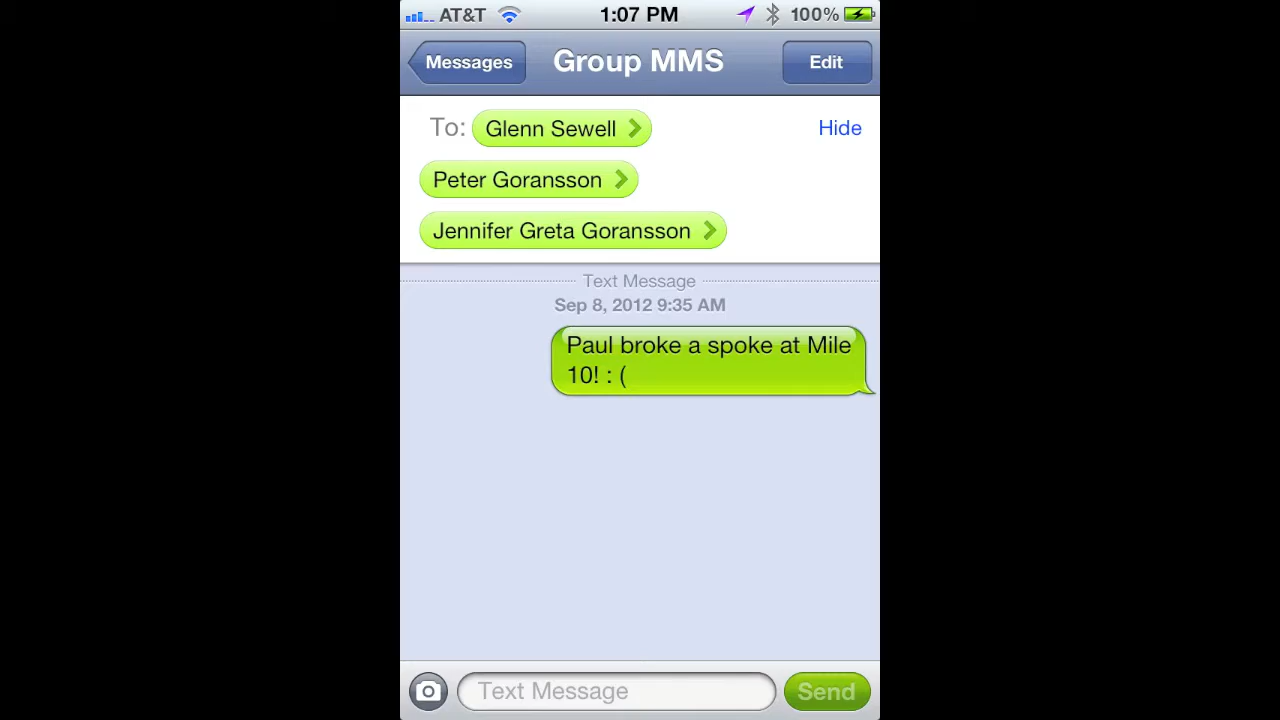 AT&T 1:07 PM 100%
Messages Group MMS Edit
To: Glenn Sewell Hide
Peter Goransson
Jennifer Greta Goransson
Text Message
Sep 8, 2012 9:35 AM
Paul broke a spoke at Mile
10! : (
Text Message Send